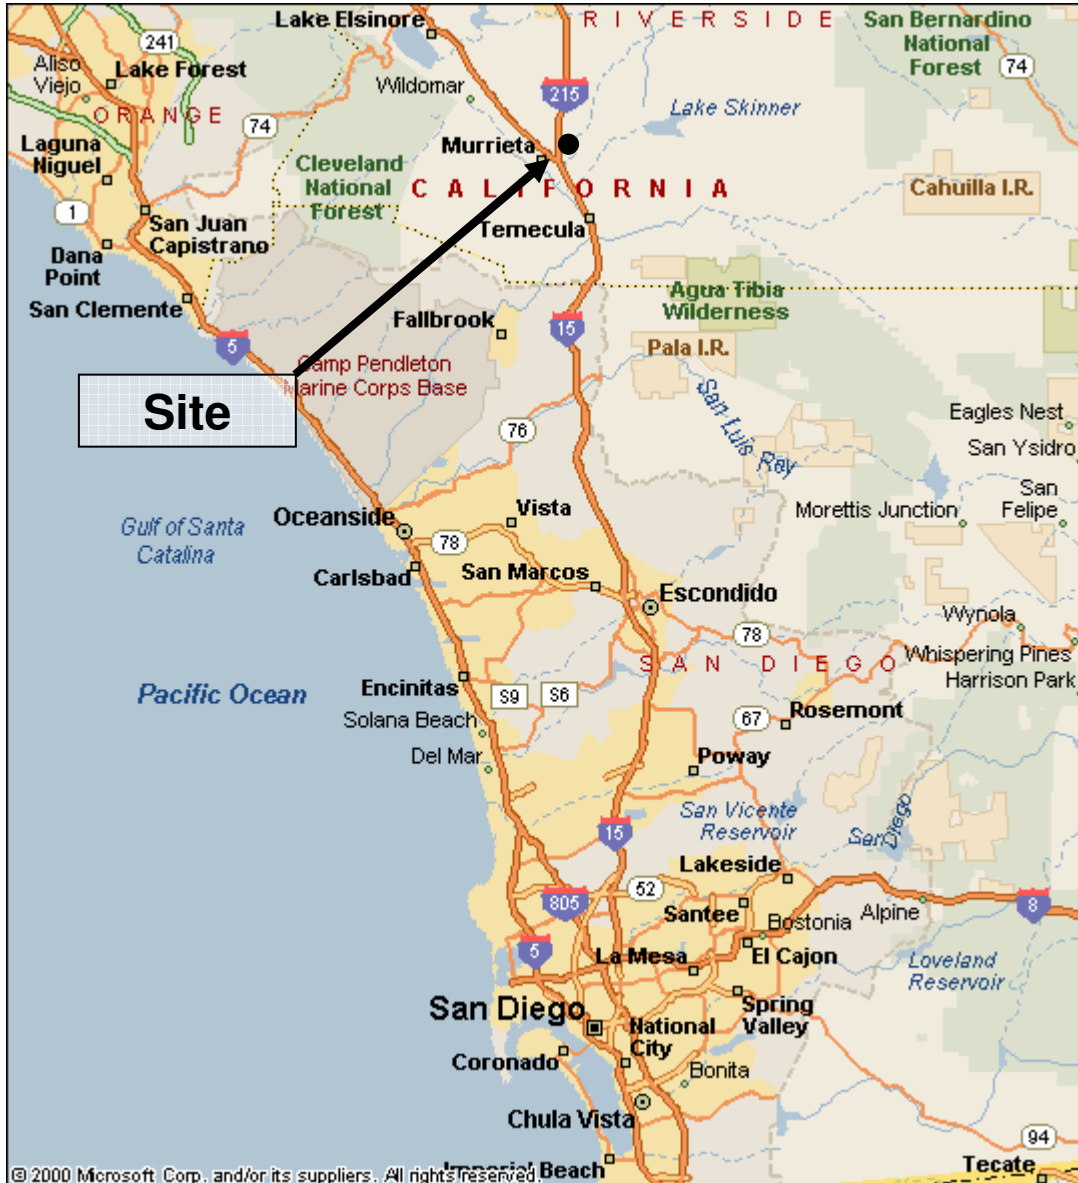 Lake Elsinore
R I V E R S I D E
San Bernardino
National
Forest
74
241
Aliso
Viejo
Lake Forest
Wildomar
215
Lake Skinner
ORANGE
74
Laguna
Niguel
Murrieta
Cleveland
National
Forest
C A L I F O R N I A
Cahuilla I.R.
1
San Juan
Capistrano
Temecula
Dana
Point
San Clemente
Agua Tibia
Wilderness
Fallbrook
15
5
Pala I.R.
Camp Pendleton
Marine Corps Base
Site
San Luis Rey
Eagles Nest
76
San Ysidro
San
Felipe
Vista
Morettis Junction
Oceanside
Gulf of Santa
Catalina
78
San Marcos
Carlsbad
Escondido
Wynola
78
S A N D I E G O
Whispering Pines
Harrison Park
Pacific Ocean
Encinitas
S9
S6
Solana Beach
67
Rosemont
Del Mar
Poway
San Vicente
Reservoir
San Diego
15
Lakeside
52
805
Santee
Alpine
8
Bostonia
5
La Mesa
El Cajon
Loveland
Reservoir
San Diego
Spring
Valley
National
City
Coronado
Bonita
Chula Vista
94
Imperial Beach
Tecate
© 2000 Microsoft Corp. and/or its suppliers. All rights reserved.